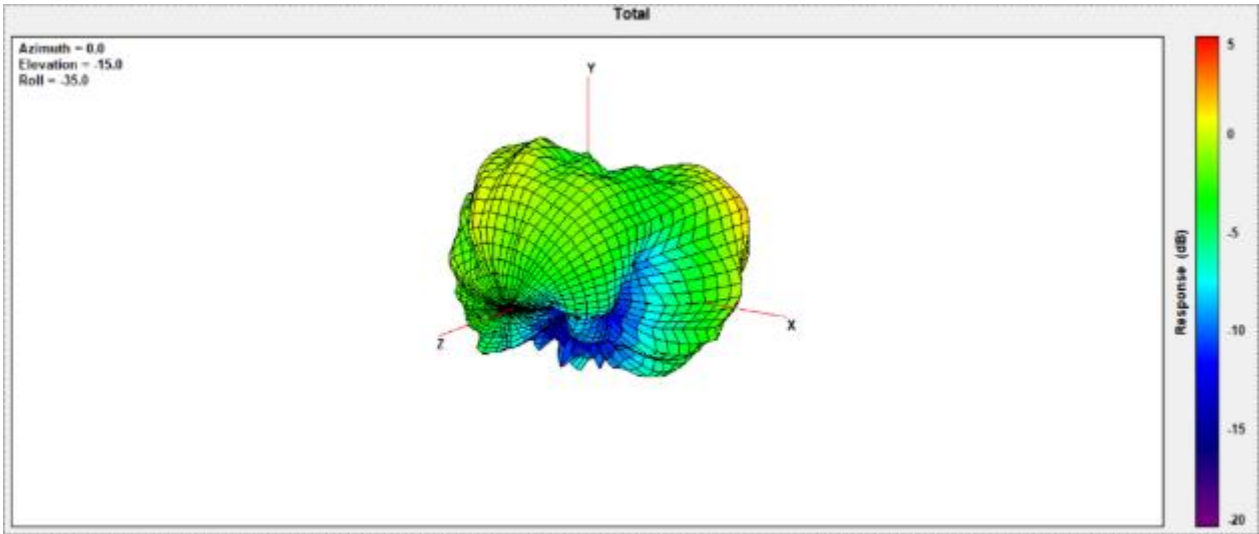 Total
Azimuth = 0.0
Elevation = -15.0
Roll = -35.0
Y
X
Z
5
0
-5
-10
-15
-20
Response (dB)